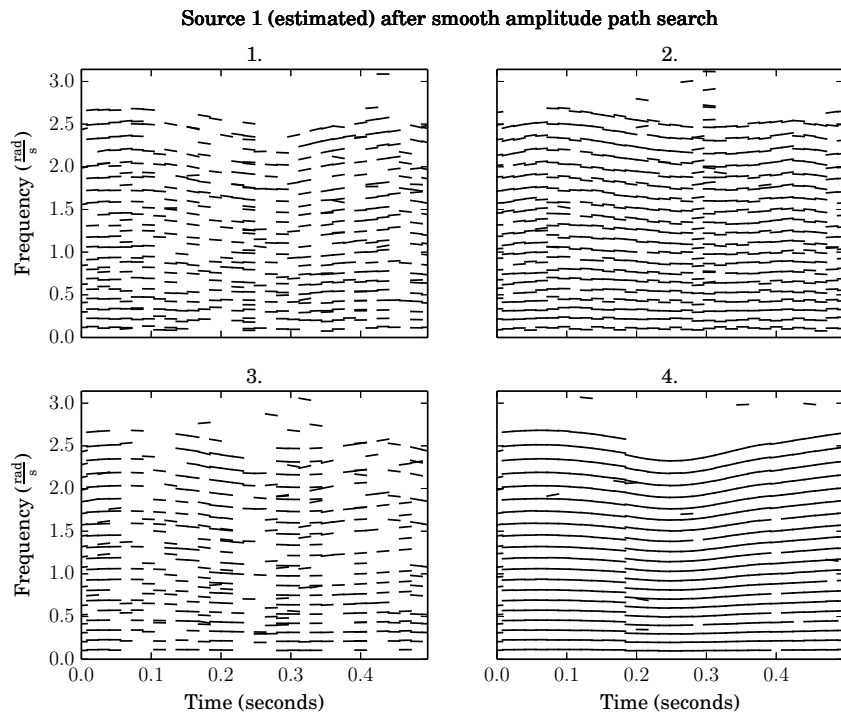 Source 1 (estimated) after smooth amplitude path search
1.
2.
Frequency (rad/s)
3.0
2.5
2.0
1.5
1.0
0.5
0.0
3.
4.
Frequency (rad/s)
3.0
2.5
2.0
1.5
1.0
0.5
0.0
0.0 0.1 0.2 0.3 0.4
0.0 0.1 0.2 0.3 0.4
Time (seconds)
Time (seconds)